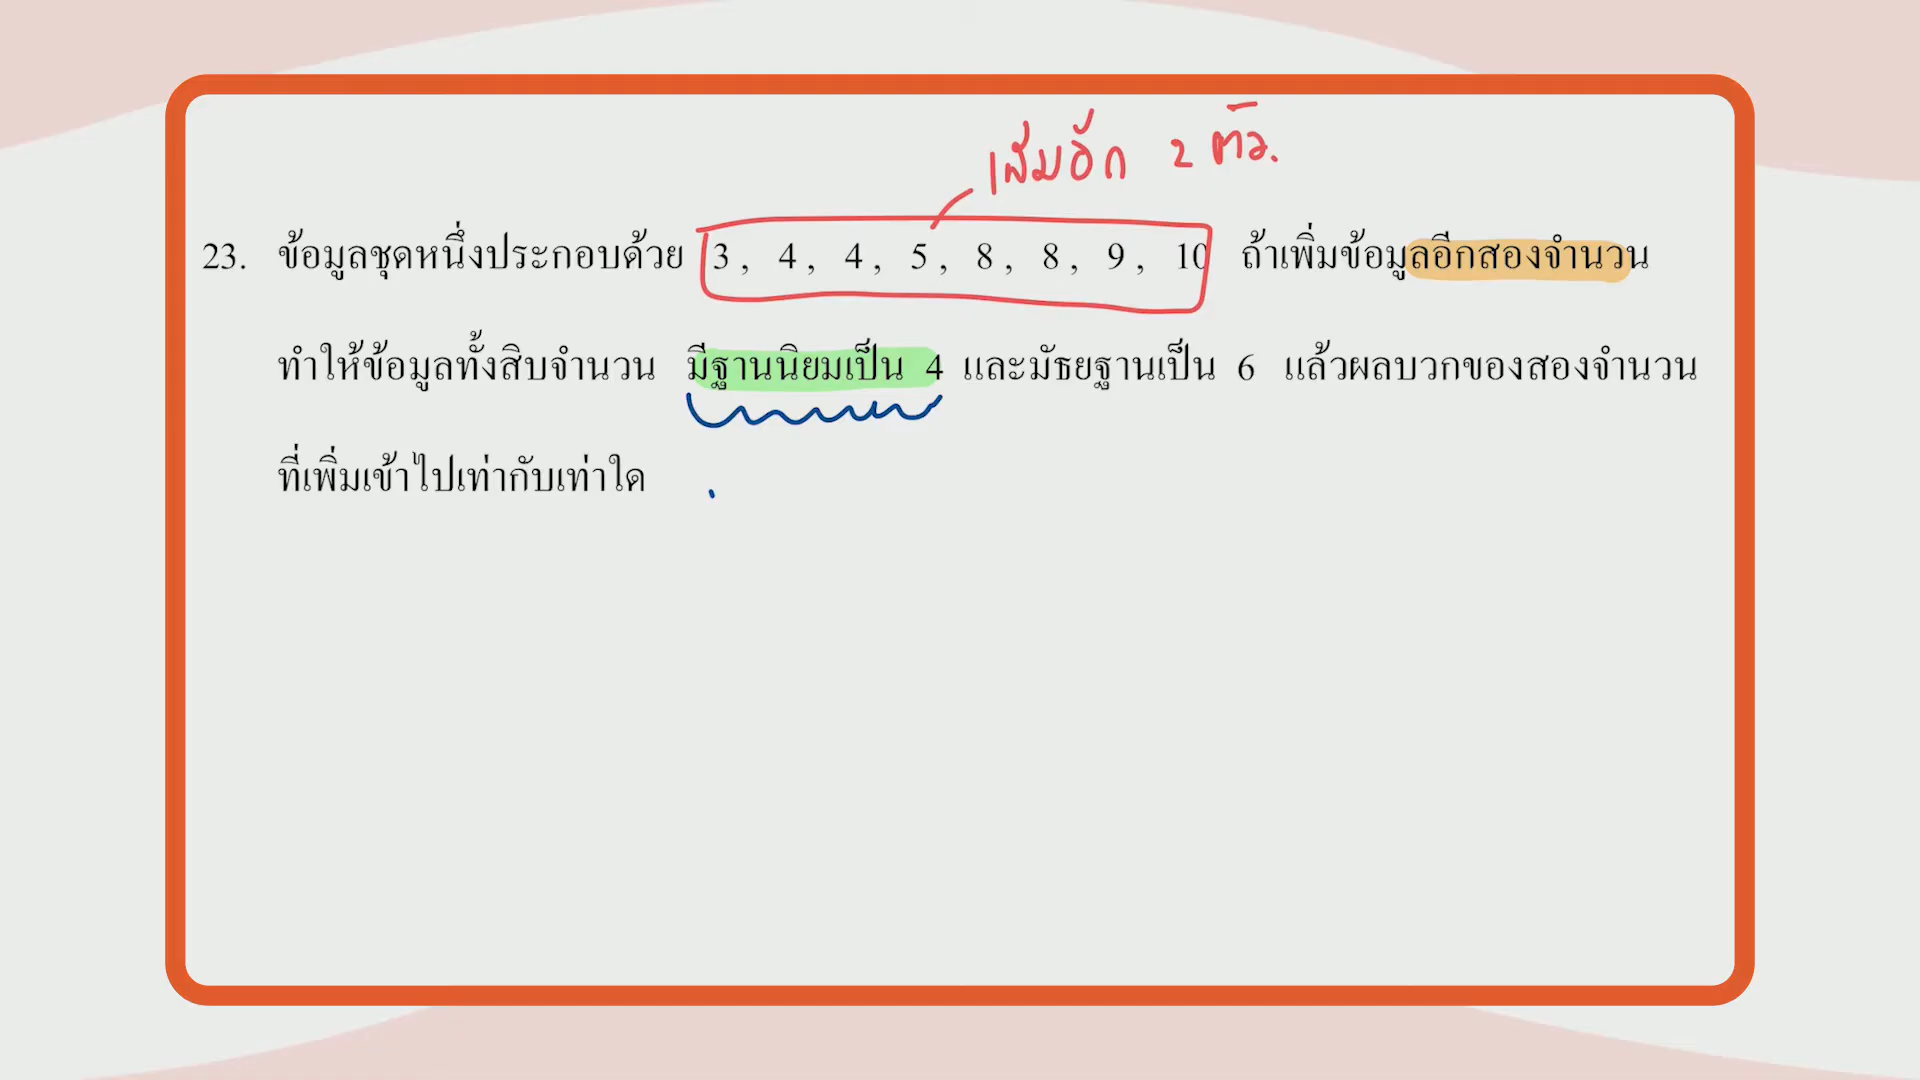 เพิ่มอีก 2 ตัว.
23. ข้อมูลชุดหนึ่งประกอบด้วย 3, 4, 4, 5, 8, 8, 9, 10 ถ้าเพิ่มข้อมูลอีกสองจำนวน
ทำให้ข้อมูลทั้งสิบจำนวน มีฐานนิยมเป็น 4 และมัธยฐานเป็น 6 แล้วผลบวกของสองจำนวน
ที่เพิ่มเข้าไปเท่ากับเท่าใด